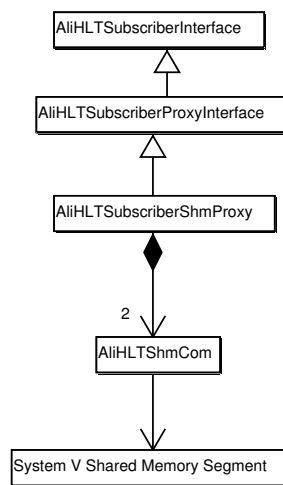 AliHLTSubscriberInterface
AliHLTSubscriberProxyInterface
AliHLTSubscriberShmProxy
2
AliHLTShmCom
System V Shared Memory Segment